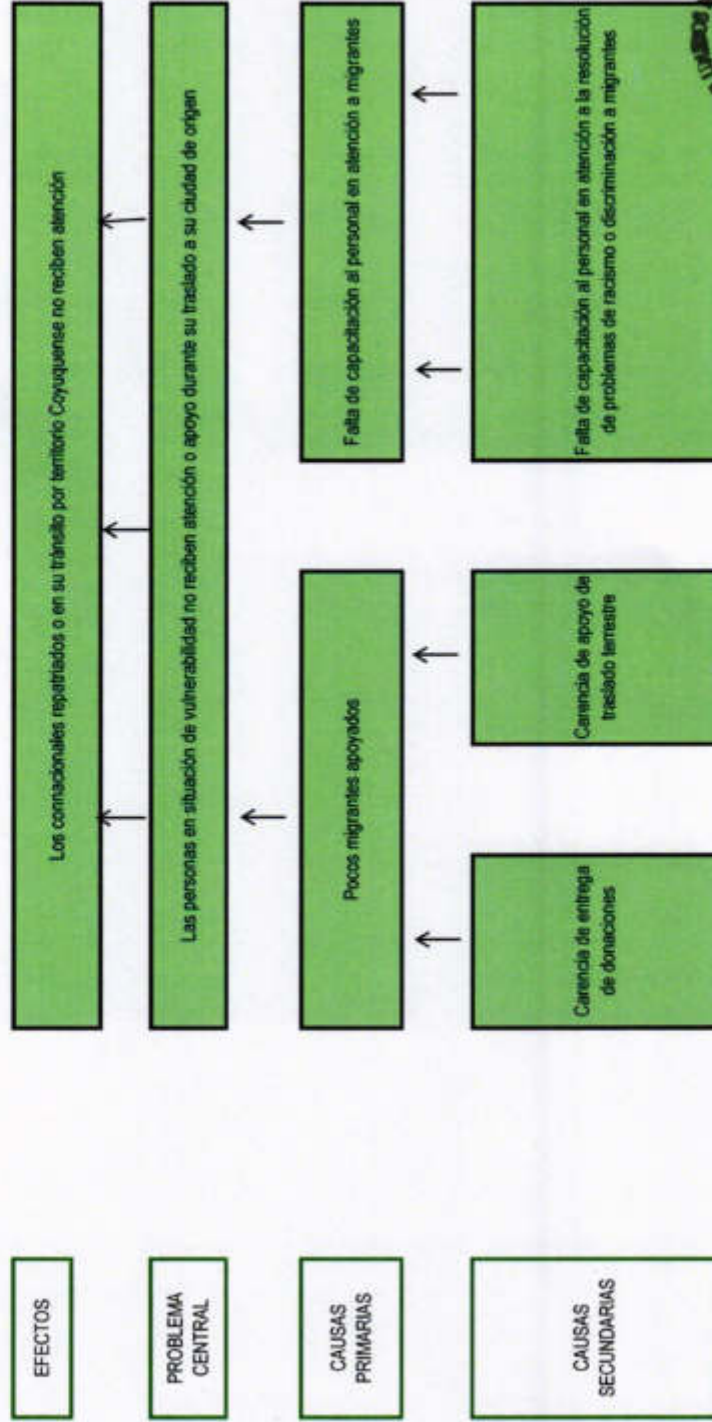 EFECTOS
Los connacionales repatriados o en su tránsito por territorio Coyuquense no reciben atención
PROBLEMA
CENTRAL
Las personas en situación de vulnerabilidad no reciben atención o apoyo durante su traslado a su ciudad de origen
CAUSAS
PRIMARIAS
Pocos migrantes apoyados
Falta de capacitación al personal en atención a migrantes
CAUSAS
SECUNDARIAS
Carencia de entrega
de donaciones
Carencia de apoyo de
traslado terrestre
Falta de capacitación al personal en atención a la resolución
de problemas de racismo o discriminación a migrantes